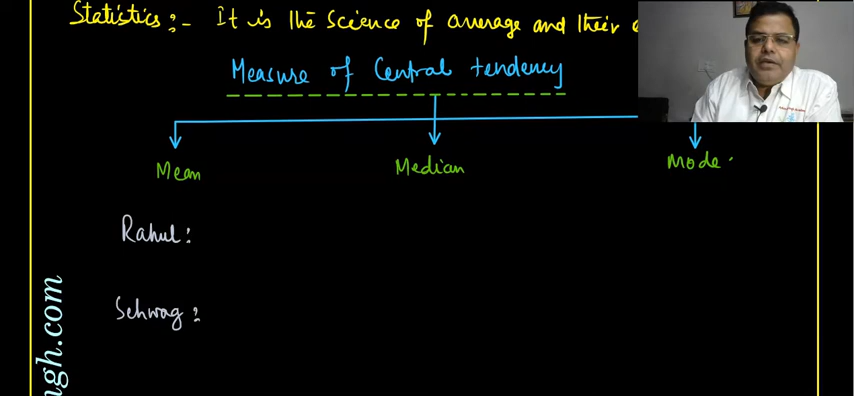 Statistics:- It is the Science of average and their
Measure of Central tendency
Mean Median Mode
Rahul:
Sehwag:
ngh.com